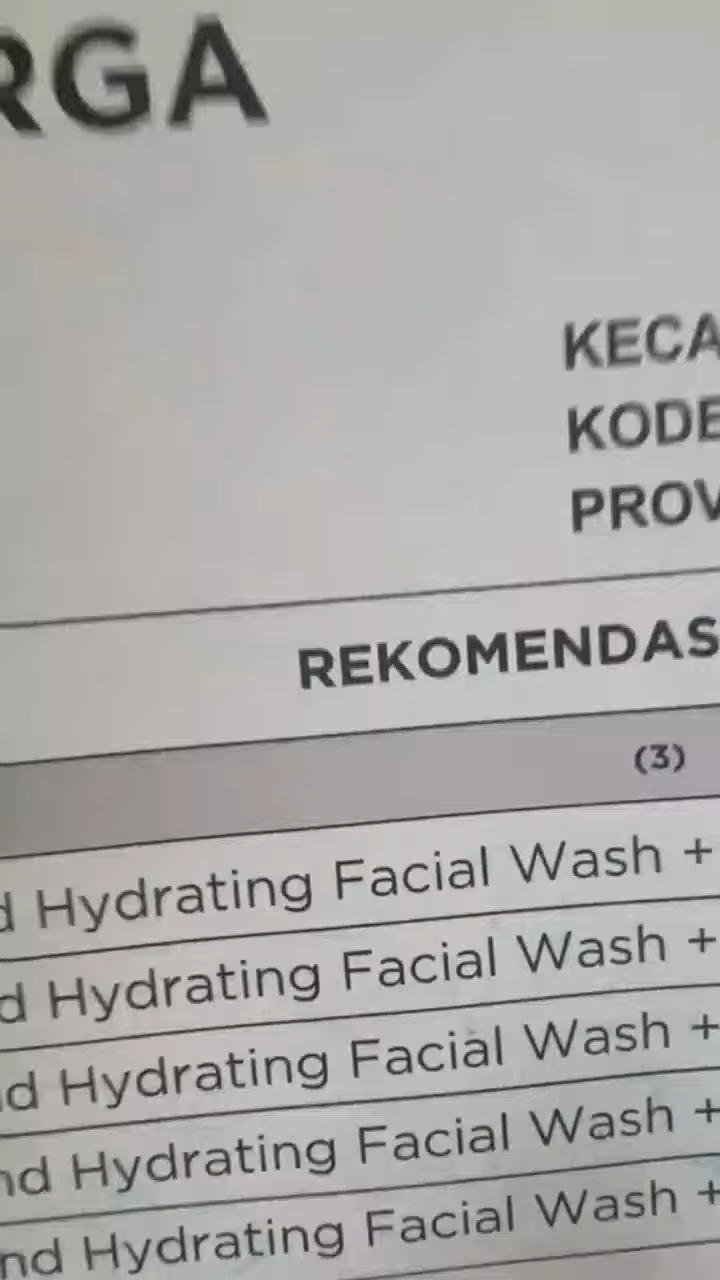 RGA
KECA
KODE
PROV
REKOMENDAS
(3)
d Hydrating Facial Wash +
d Hydrating Facial Wash +
nd Hydrating Facial Wash +
nd Hydrating Facial Wash +
nd Hydrating Facial Wash +